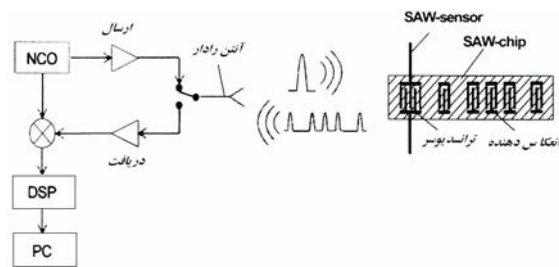 ارسال
NCO
آنتن رادار
SAW-sensor
SAW-chip
دریافت
ترانسدیوسر
انعکاس دهنده
DSP
PC